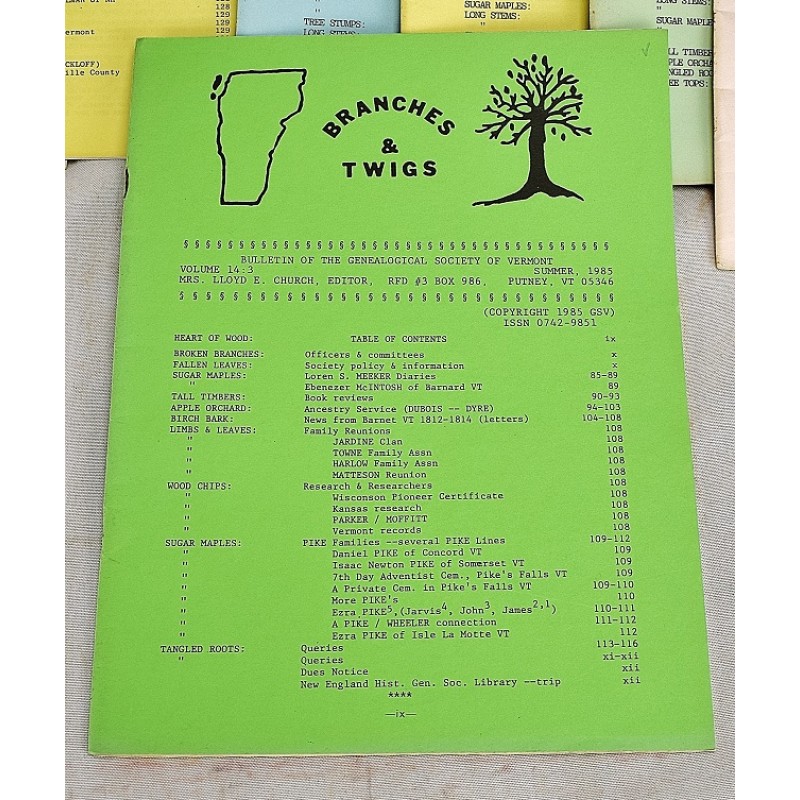 128
129
129
129
ermont
CKLOFF)
ville County
"
TREE STUMPS:
LONG STEMS:
SUGAR MAPLES:
LONG STEMS:
"
"
SUGAR MAPLE
"
BRANCHES
&
TWIGS
§ § § § § § § § § § § § § § § § § § § § § § § § § § § § § § § § § § § § § § §
BULLETIN OF THE GENEALOGICAL SOCIETY OF VERMONT
VOLUME 14:3 SUMMER, 1985
MRS. LLOYD E. CHURCH, EDITOR, RFD #3 BOX 986, PUTNEY, VT 05346
§ § § § § § § § § § § § § § § § § § § § § § § § § § § § § § § § § §
(COPYRIGHT 1985 GSV)
ISSN 0742-9851
HEART OF WOOD: TABLE OF CONTENTS ix
BROKEN BRANCHES: Officers & committees x
FALLEN LEAVES: Society policy & information x
SUGAR MAPLES: Loren S. MEEKER Diaries 85-89
" Ebenezer McINTOSH of Barnard VT 89
TALL TIMBERS: Book reviews 90-93
APPLE ORCHARD: Ancestry Service (DUBOIS -- DYRE) 94-103
BIRCH BARK: News from Barnet VT 1812-1814 (letters) 104-108
LIMBS & LEAVES: Family Reunions 108
" JARDINE Clan 108
" TOWNE Family Assn 108
" HARLOW Family Assn 108
" MATTESON Reunion 108
WOOD CHIPS: Research & Researchers 108
" Wisconsin Pioneer Certificate 108
" Kansas research 108
" PARKER / MOFFITT 108
" Vermont records 108
SUGAR MAPLES: PIKE Families --several PIKE Lines 109-112
" Daniel PIKE of Concord VT 109
" Isaac Newton PIKE of Somerset VT 109
" 7th Day Adventist Cem., Pike's Falls VT 109
" A Private Cem. in Pike's Falls VT 109-110
" More PIKE's 110
" Ezra PIKE5,(Jarvis4, John3, James2,1) 110-111
" A PIKE / WHEELER connection 111-112
" Ezra PIKE of Isle La Motte VT 112
TANGLED ROOTS: Queries 113-116
" Queries xi-xii
Dues Notice xii
New England Hist. Gen. Soc. Library --trip xii
****
—ix—